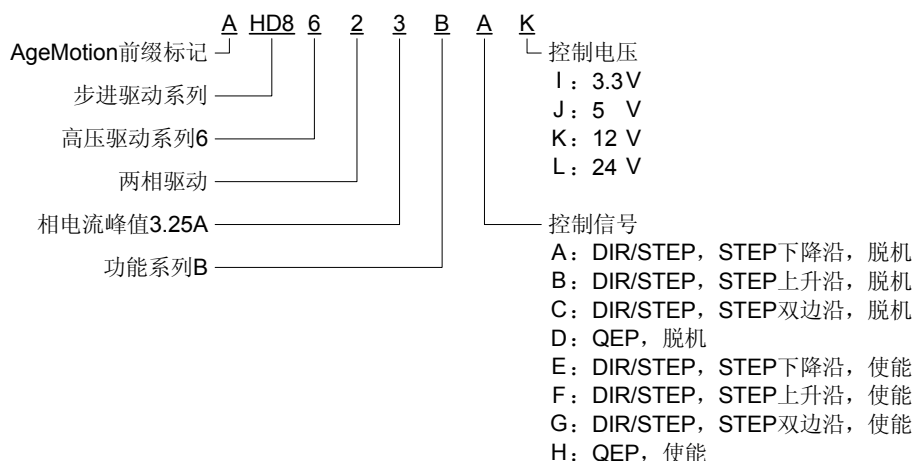 A HD8 6 2 3 B A K
AgeMotion前缀标记
步进驱动系列
高压驱动系列6
两相驱动
相电流峰值3.25A
功能系列B
控制电压
I：3.3V
J：5 V
K：12 V
L：24 V
控制信号
A：DIR/STEP，STEP下降沿，脱机
B：DIR/STEP，STEP上升沿，脱机
C：DIR/STEP，STEP双边沿，脱机
D：QEP，脱机
E：DIR/STEP，STEP下降沿，使能
F：DIR/STEP，STEP上升沿，使能
G：DIR/STEP，STEP双边沿，使能
H：QEP，使能